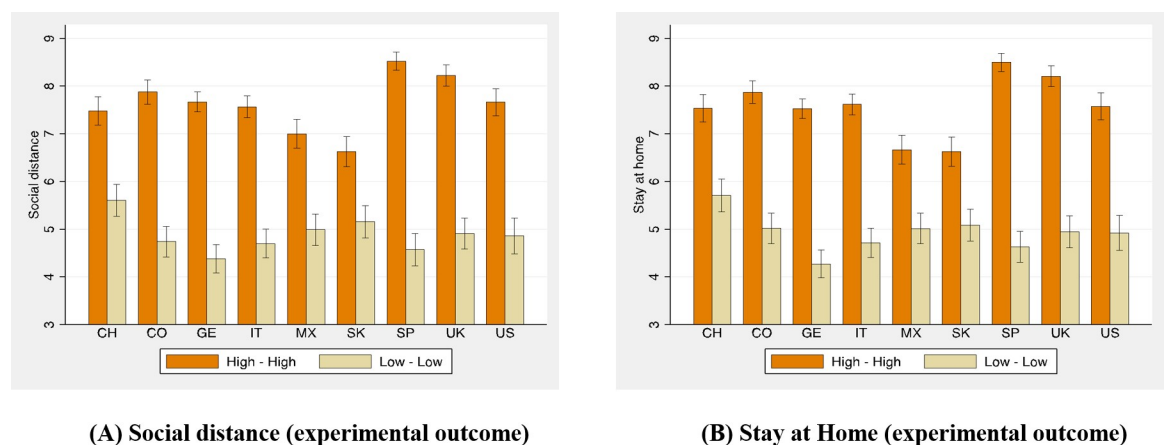 9
8
7
6
5
4
3
Social distance
CH CO GE IT MX SK SP UK US
High - High Low - Low
(A) Social distance (experimental outcome)
9
8
7
6
5
4
3
Stay at home
CH CO GE IT MX SK SP UK US
High - High Low - Low
(B) Stay at Home (experimental outcome)